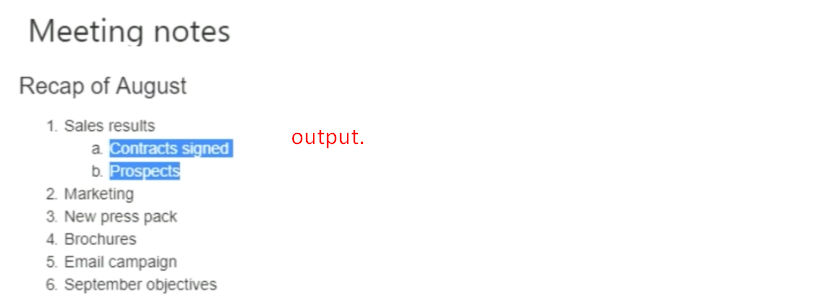 Meeting notes
Recap of August
1. Sales results
output.
a. Contracts signed
b. Prospects
2. Marketing
3. New press pack
4. Brochures
5. Email campaign
6. September objectives